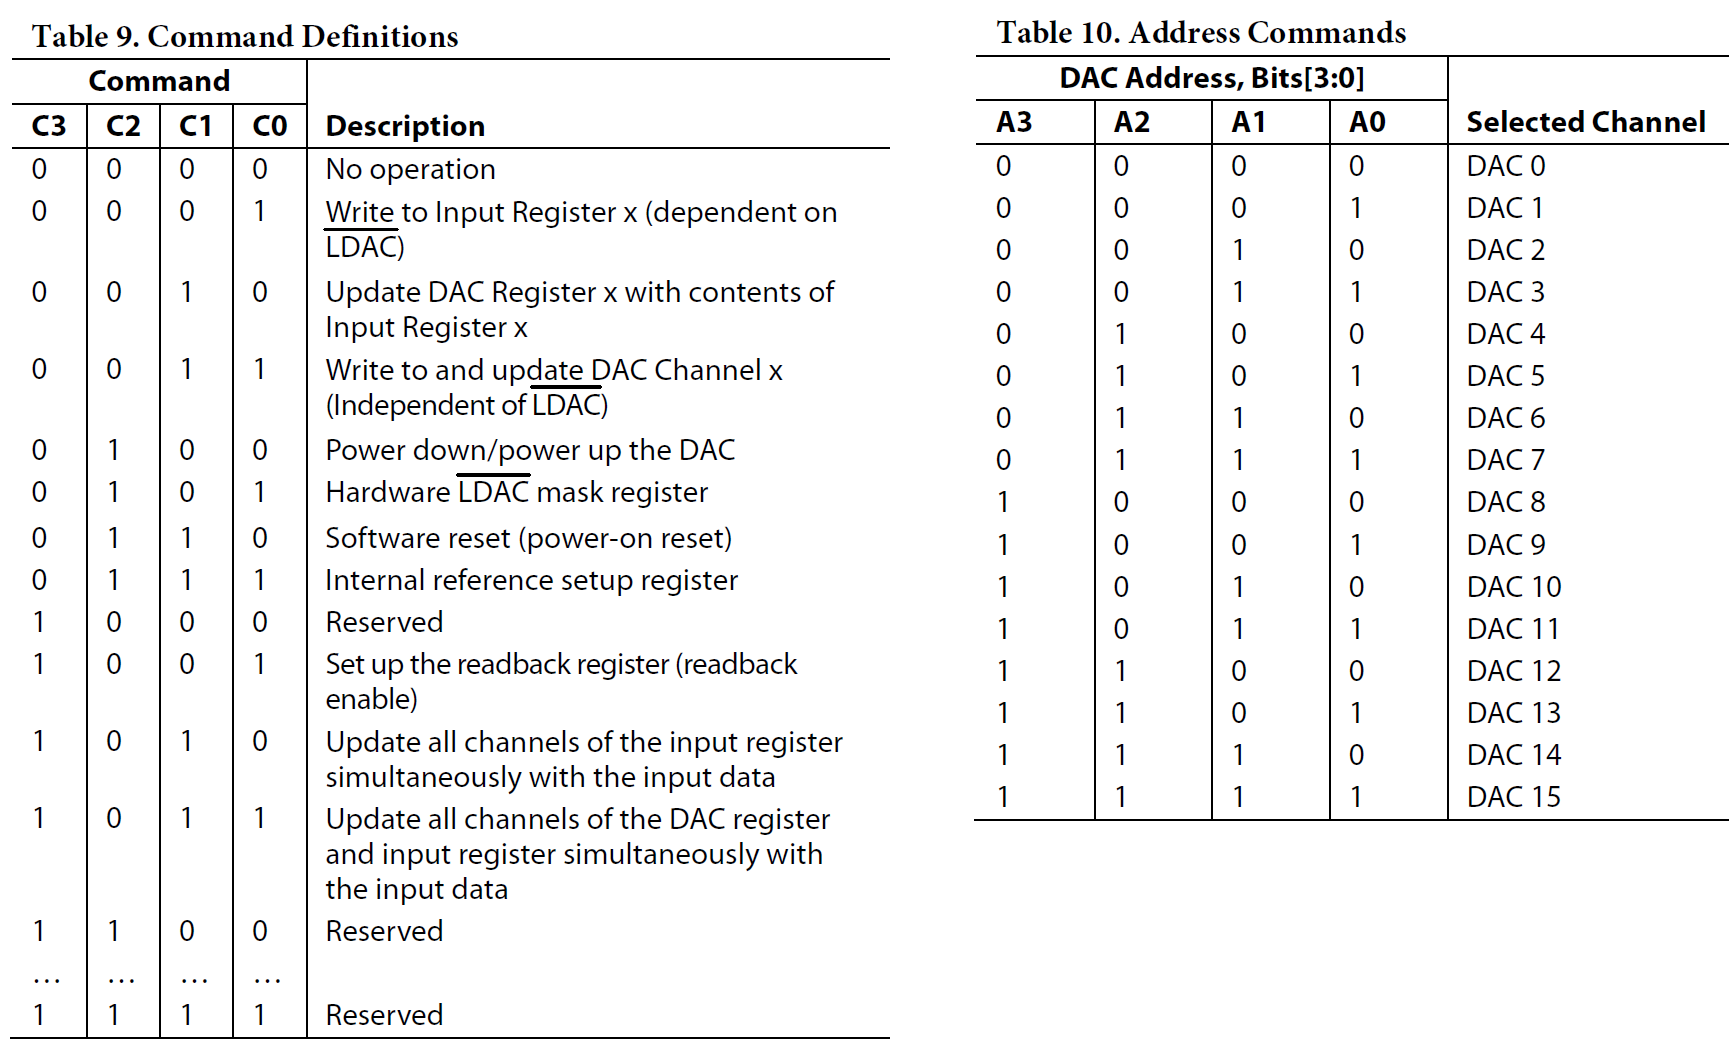 Table 9. Command Definitions
Command
C3 C2 C1 C0 Description
0 0 0 0 No operation
0 0 0 1 Write to Input Register x (dependent on
LDAC)
0 0 1 0 Update DAC Register x with contents of
Input Register x
0 0 1 1 Write to and update DAC Channel x
(Independent of LDAC)
0 1 0 0 Power down/power up the DAC
0 1 0 1 Hardware LDAC mask register
0 1 1 0 Software reset (power-on reset)
0 1 1 1 Internal reference setup register
1 0 0 0 Reserved
1 0 0 1 Set up the readback register (readback
enable)
1 0 1 0 Update all channels of the input register
simultaneously with the input data
1 0 1 1 Update all channels of the DAC register
and input register simultaneously with
the input data
1 1 0 0 Reserved
… … … …
1 1 1 1 Reserved
Table 10. Address Commands
DAC Address, Bits[3:0]
A3 A2 A1 A0 Selected Channel
0 0 0 0 DAC 0
0 0 0 1 DAC 1
0 0 1 0 DAC 2
0 0 1 1 DAC 3
0 1 0 0 DAC 4
0 1 0 1 DAC 5
0 1 1 0 DAC 6
0 1 1 1 DAC 7
1 0 0 0 DAC 8
1 0 0 1 DAC 9
1 0 1 0 DAC 10
1 0 1 1 DAC 11
1 1 0 0 DAC 12
1 1 0 1 DAC 13
1 1 1 0 DAC 14
1 1 1 1 DAC 15